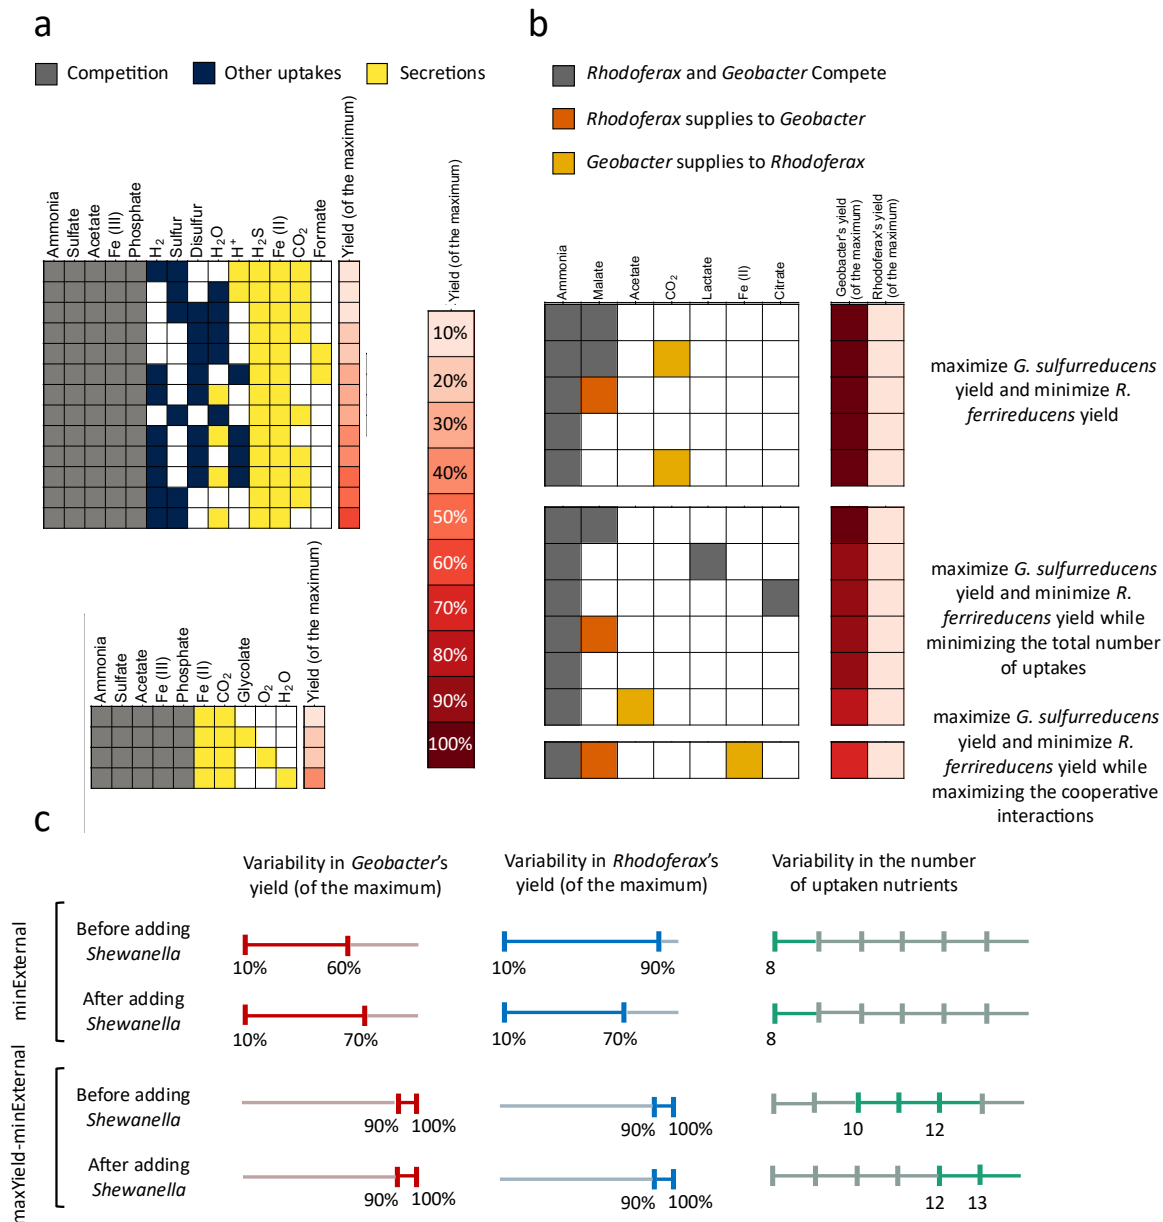 a
Competition
Other uptakes
Secretions
Ammonia
Sulfate
Acetate
Fe (III)
Phosphate
H2
Sulfur
Disulfur
H2O
H+
H2S
Fe (II)
CO2
Formate
Yield (of the maximum)
Ammonia
Sulfate
Acetate
Fe (III)
Phosphate
Fe (II)
CO2
Glycolate
O2
H2O
Yield (of the maximum)
Yield (of the maximum)
10%
20%
30%
40%
50%
60%
70%
80%
90%
100%
b
Rhodoferax and Geobacter Compete
Rhodoferax supplies to Geobacter
Geobacter supplies to Rhodoferax
Ammonia
Malate
Acetate
CO2
Lactate
Fe (II)
Citrate
Geobacter's yield
(of the maximum)
Rhodoferax's yield
(of the maximum)
maximize G. sulfurreducens
yield and minimize R.
ferrireducens yield
maximize G. sulfurreducens
yield and minimize R.
ferrireducens yield while
minimizing the total number
of uptakes
maximize G. sulfurreducens
yield and minimize R.
ferrireducens yield while
maximizing the cooperative
interactions
c
Variability in Geobacter's
yield (of the maximum)
Variability in Rhodoferax's
yield (of the maximum)
Variability in the number
of uptaken nutrients
minExternal
Before adding
Shewanella
10%
60%
10%
90%
8
After adding
Shewanella
10%
70%
10%
70%
8
maxYield-minExternal
Before adding
Shewanella
90%
100%
90%
100%
10
12
After adding
Shewanella
90%
100%
90%
100%
12
13